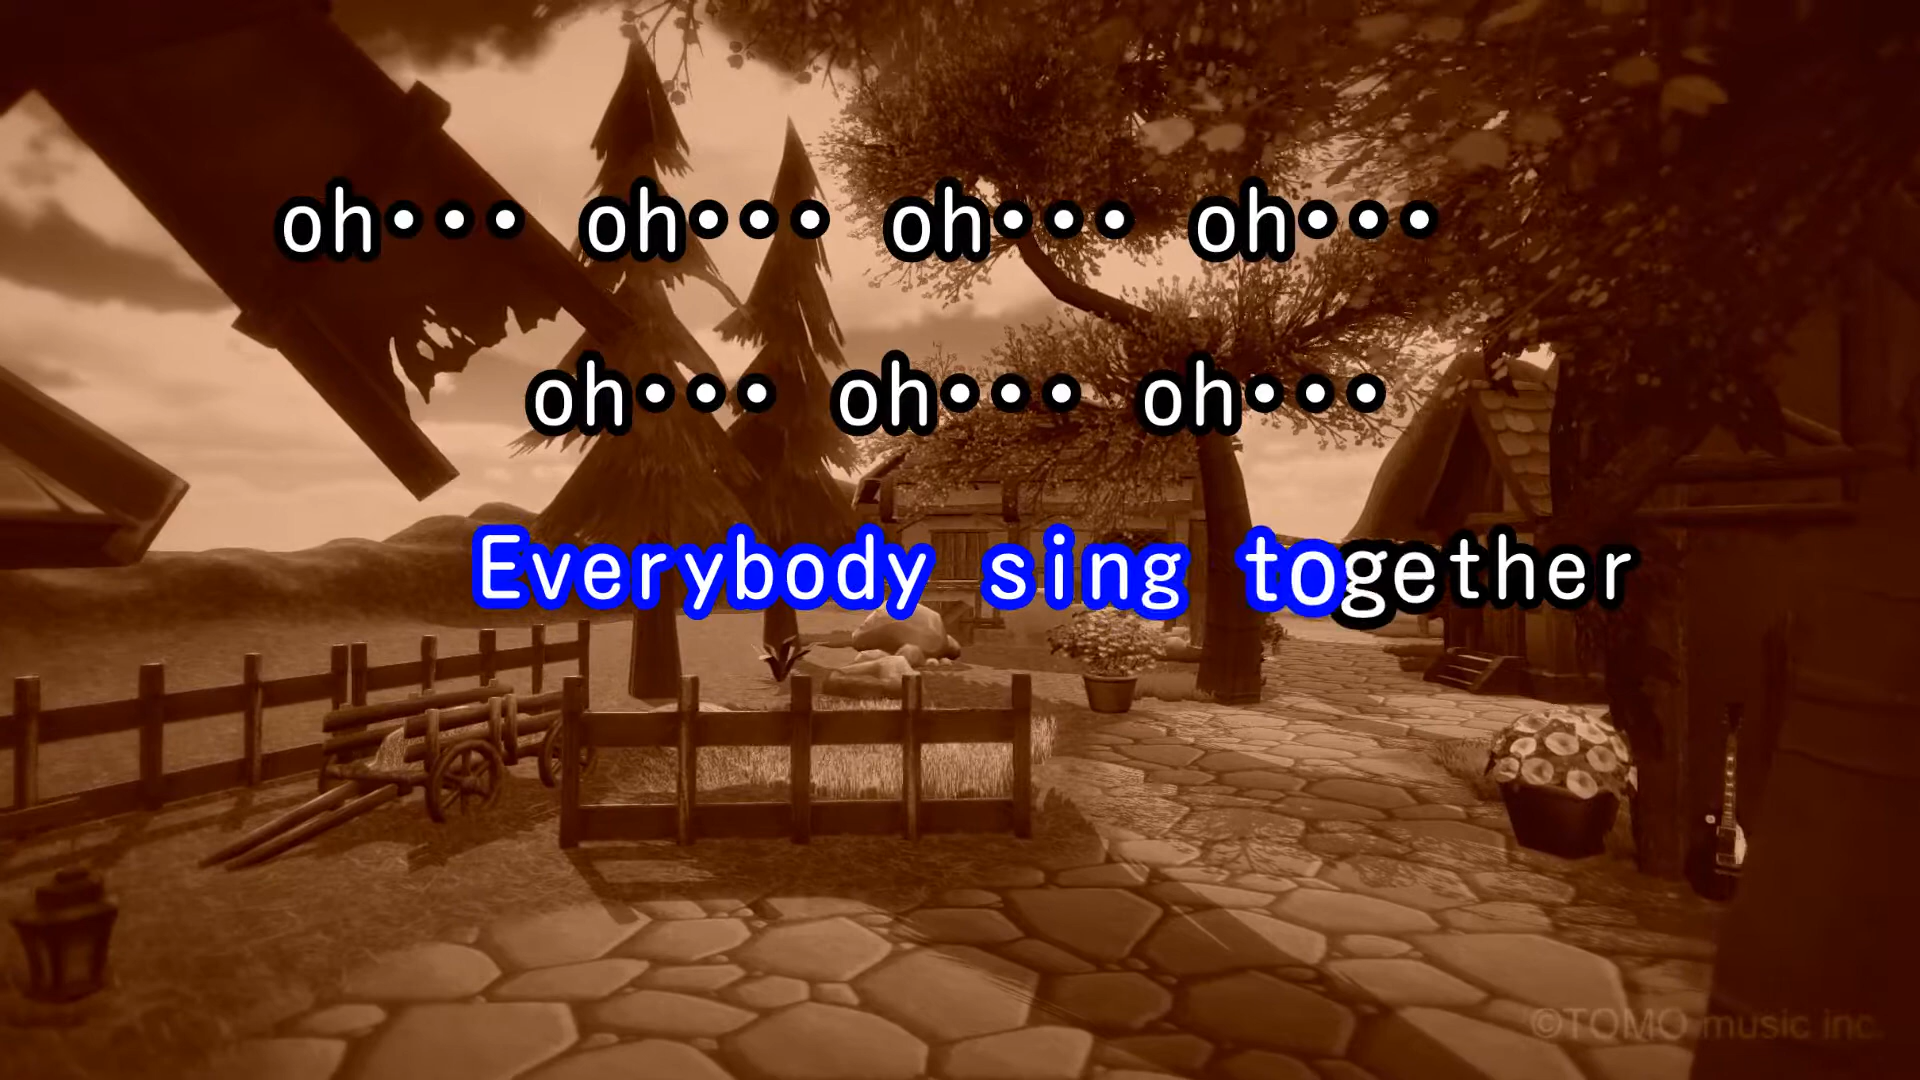 oh••• oh••• oh••• oh•••
oh••• oh••• oh•••
Everybody sing together
©TOMO music inc.